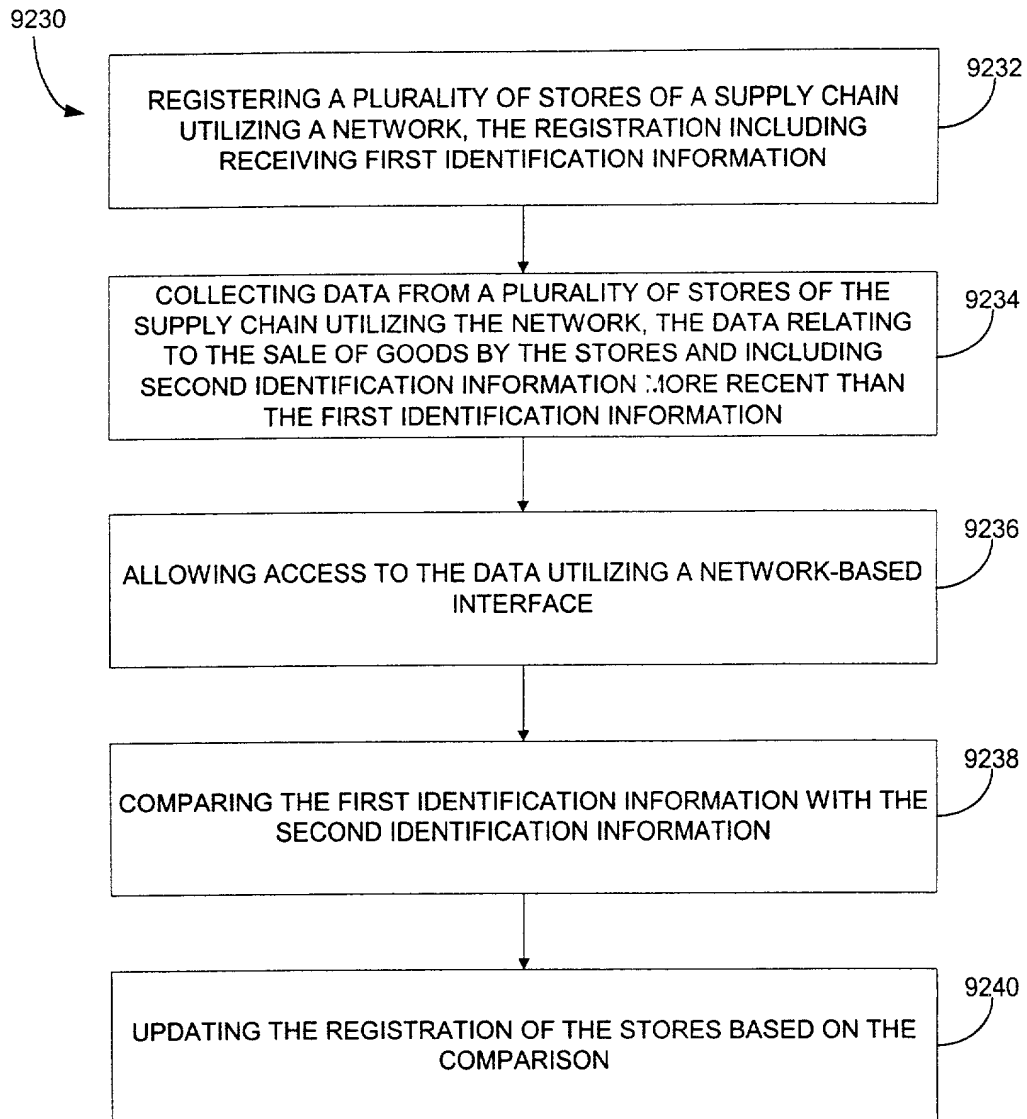 9230
9232
REGISTERING A PLURALITY OF STORES OF A SUPPLY CHAIN
UTILIZING A NETWORK, THE REGISTRATION INCLUDING
RECEIVING FIRST IDENTIFICATION INFORMATION
9234
COLLECTING DATA FROM A PLURALITY OF STORES OF THE
SUPPLY CHAIN UTILIZING THE NETWORK, THE DATA RELATING
TO THE SALE OF GOODS BY THE STORES AND INCLUDING
SECOND IDENTIFICATION INFORMATION MORE RECENT THAN
THE FIRST IDENTIFICATION INFORMATION
9236
ALLOWING ACCESS TO THE DATA UTILIZING A NETWORK-BASED
INTERFACE
9238
COMPARING THE FIRST IDENTIFICATION INFORMATION WITH THE
SECOND IDENTIFICATION INFORMATION
9240
UPDATING THE REGISTRATION OF THE STORES BASED ON THE
COMPARISON